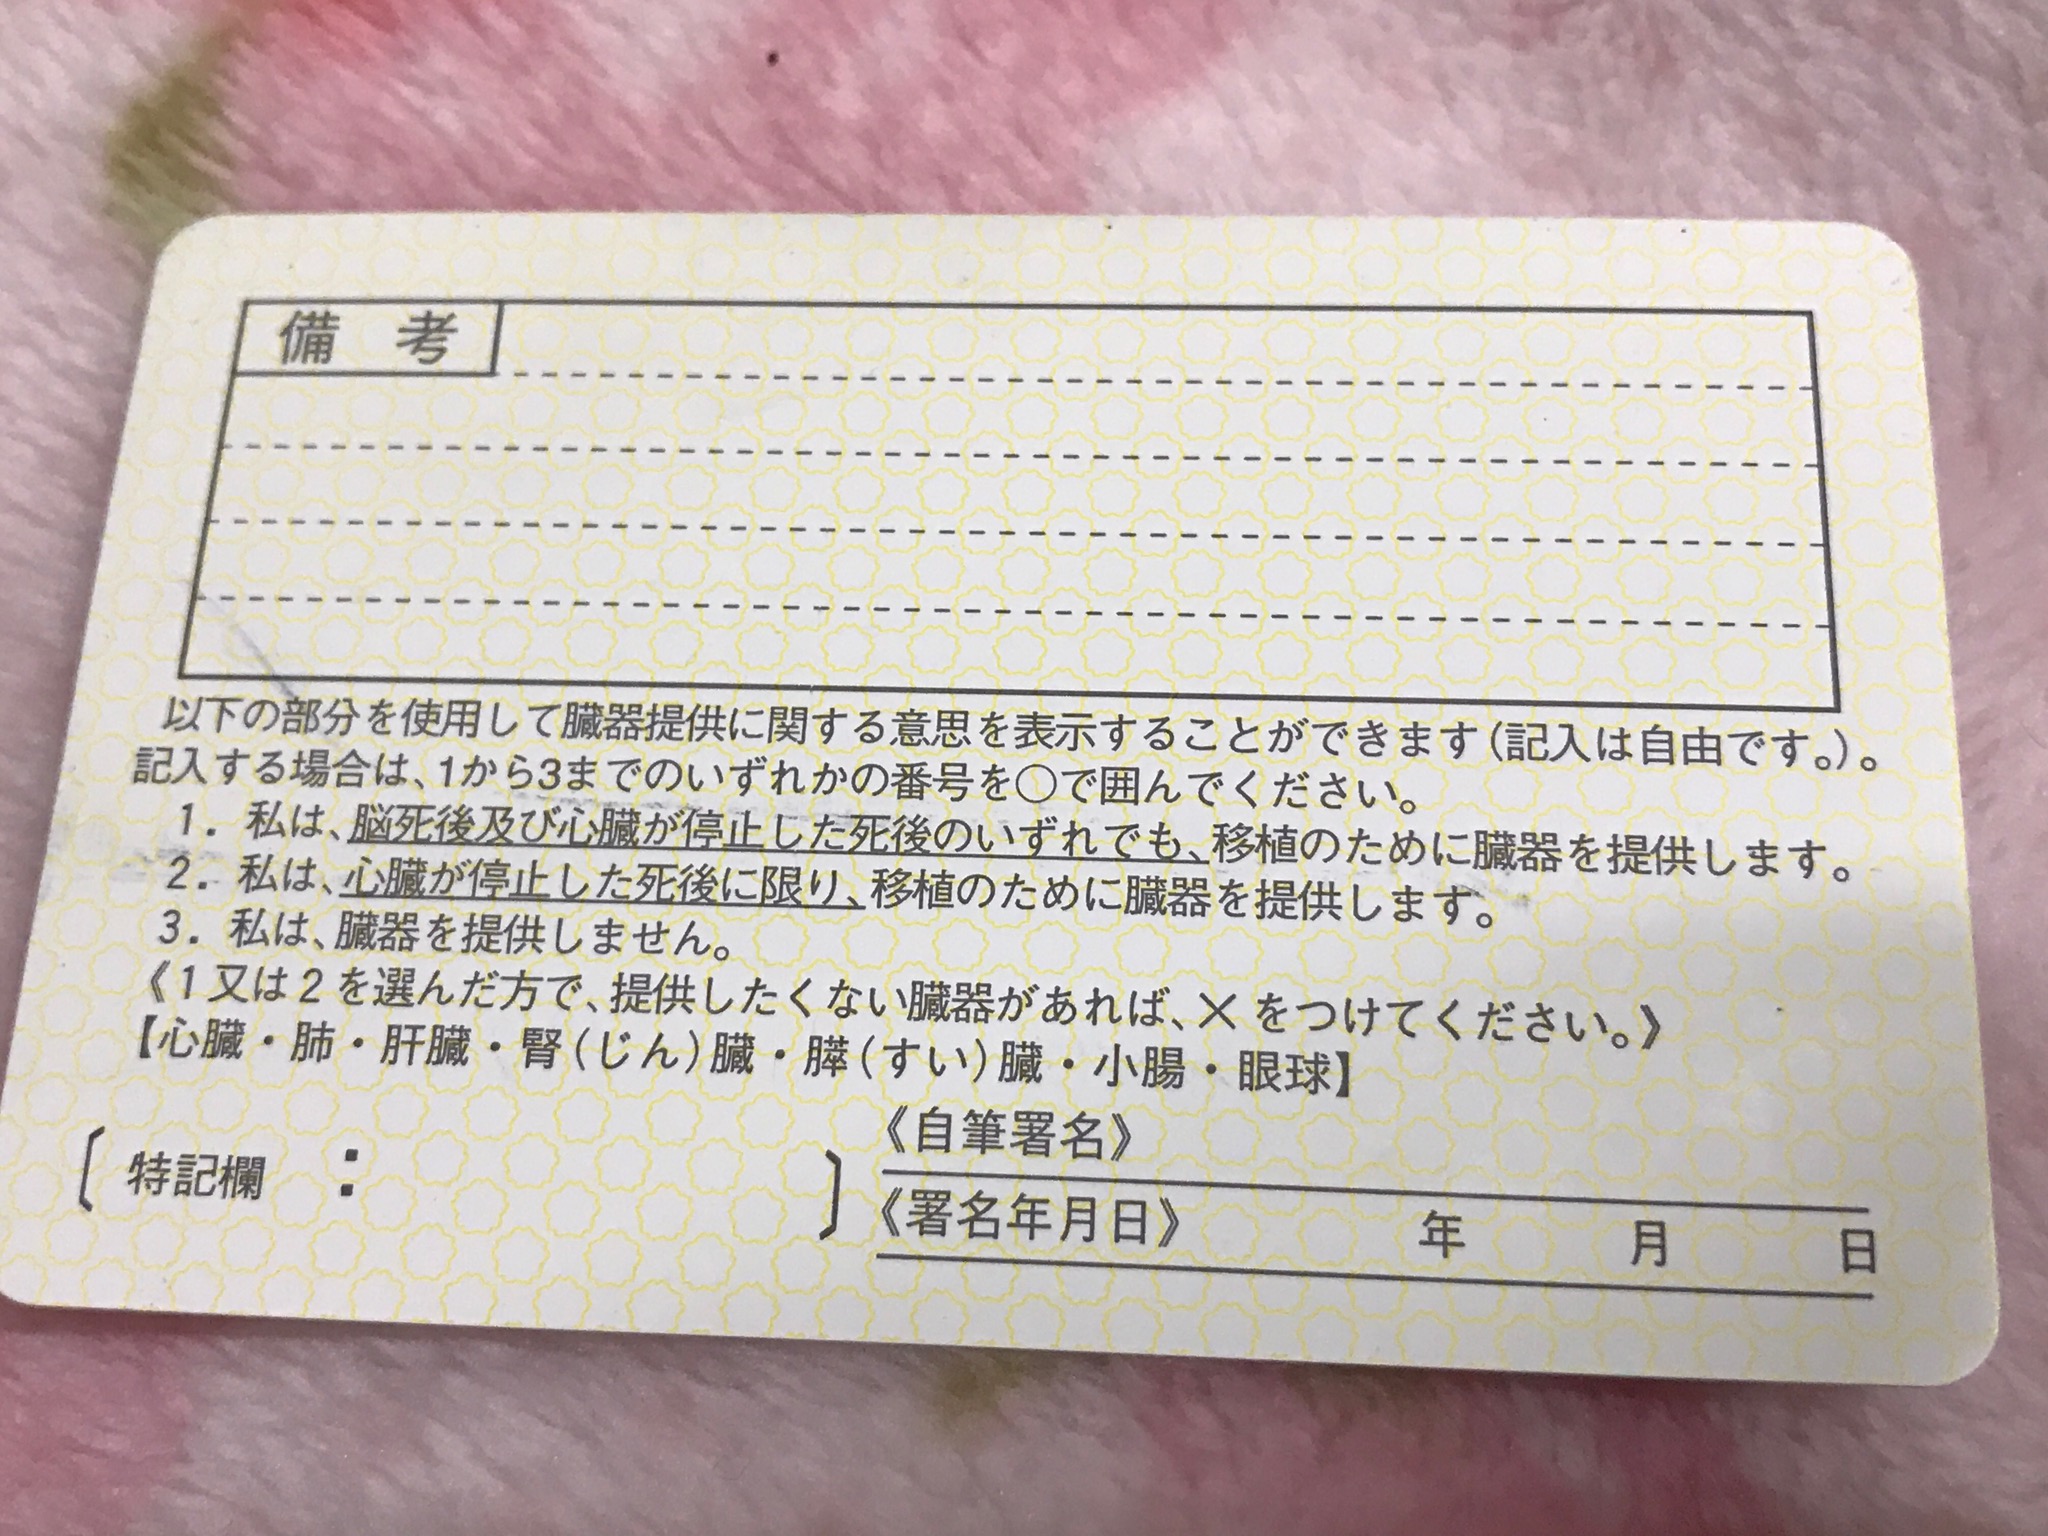 備考
以下の部分を使用して臓器提供に関する意思を表示することができます(記入は自由です。)。
記入する場合は、1から3までのいずれかの番号を○で囲んでください。
1. 私は、脳死後及び心臓が停止した死後のいずれでも、移植のために臓器を提供します。
2. 私は、心臓が停止した死後に限り、移植のために臓器を提供します。
3. 私は、臓器を提供しません。
《1又は2を選んだ方で、提供したくない臓器があれば、×をつけてください。》
【心臓・肺・肝臓・腎(じん)臓・膵(すい)臓・小腸・眼球】
〔特記欄 : 〕
《自筆署名》
《署名年月日》 年 月 日